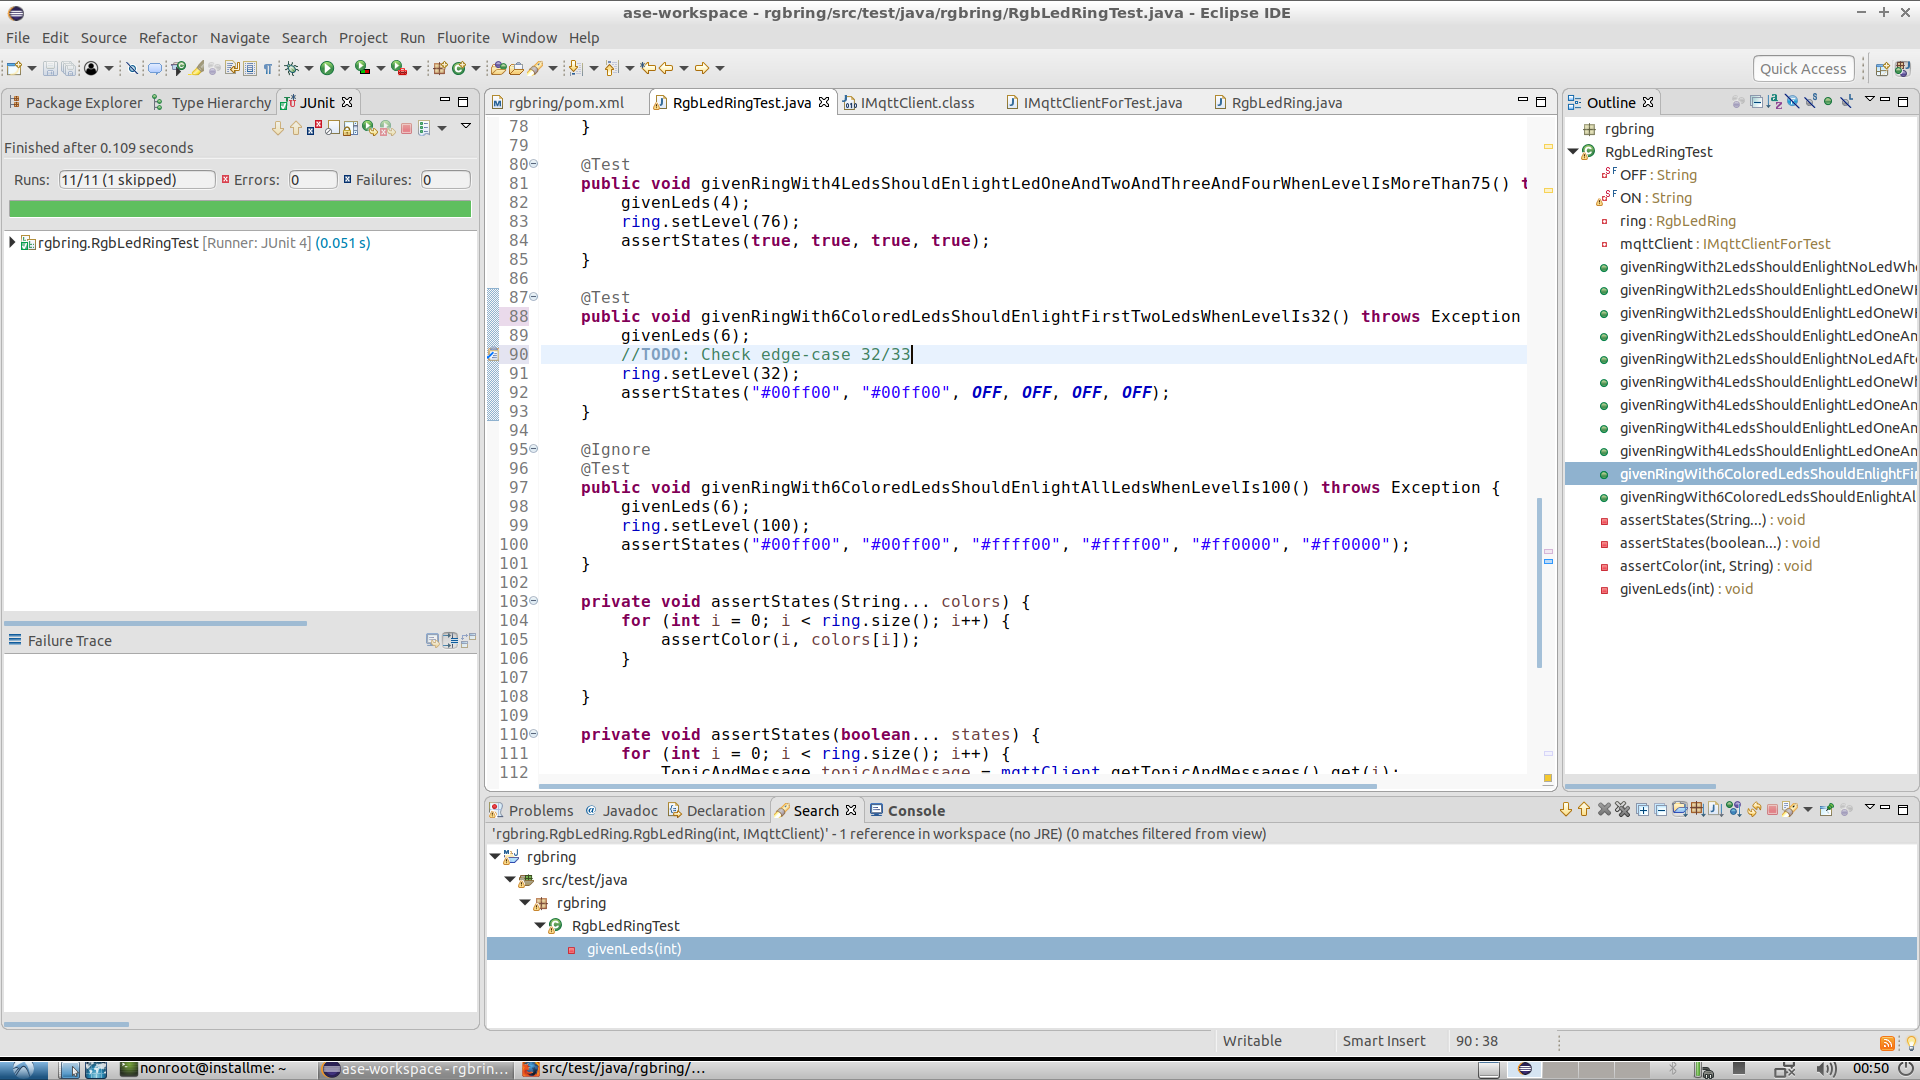 ase-workspace - rgbring/src/test/java/rgbring/RgbLedRingTest.java - Eclipse IDE
File Edit Source Refactor Navigate Search Project Run Fluorite Window Help
Quick Access
Package Explorer Type Hierarchy JUnit
Finished after 0.109 seconds
Runs: 11/11 (1 skipped) Errors: 0 Failures: 0
rgbring.RgbLedRingTest [Runner: JUnit 4] (0.051 s)
Failure Trace
rgbring/pom.xml RgbLedRingTest.java IMqttClient.class IMqttClientForTest.java RgbLedRing.java
78 }
79
80 @Test
81 public void givenRingWith4LedsShouldEnlightLedOneAndTwoAndThreeAndFourWhenLevelIsMoreThan75() t
82 givenLeds(4);
83 ring.setLevel(76);
84 assertStates(true, true, true, true);
85 }
86
87 @Test
88 public void givenRingWith6ColoredLedsShouldEnlightFirstTwoLedsWhenLevelIs32() throws Exception
89 givenLeds(6);
90 //TODO: Check edge-case 32/33
91 ring.setLevel(32);
92 assertStates("#00ff00", "#00ff00", OFF, OFF, OFF, OFF);
93 }
94
95 @Ignore
96 @Test
97 public void givenRingWith6ColoredLedsShouldEnlightAllLedsWhenLevelIs100() throws Exception {
98 givenLeds(6);
99 ring.setLevel(100);
100 assertStates("#00ff00", "#00ff00", "#ffff00", "#ffff00", "#ff0000", "#ff0000");
101 }
102
103 private void assertStates(String... colors) {
104 for (int i = 0; i < ring.size(); i++) {
105 assertColor(i, colors[i]);
106 }
107
108 }
109
110 private void assertStates(boolean... states) {
111 for (int i = 0; i < ring.size(); i++) {
112 TopicAndMessage topicAndMessage = mqttClient.getTopicAndMessages().get(i);
Outline
rgbring
RgbLedRingTest
OFF : String
ON : String
ring : RgbLedRing
mqttClient : IMqttClientForTest
givenRingWith2LedsShouldEnlightNoLedWh
givenRingWith2LedsShouldEnlightLedOneW
givenRingWith2LedsShouldEnlightLedOneW
givenRingWith2LedsShouldEnlightLedOneAn
givenRingWith2LedsShouldEnlightNoLedAft
givenRingWith4LedsShouldEnlightLedOneW
givenRingWith4LedsShouldEnlightLedOneAn
givenRingWith4LedsShouldEnlightLedOneAn
givenRingWith4LedsShouldEnlightLedOneAn
givenRingWith6ColoredLedsShouldEnlightFi
givenRingWith6ColoredLedsShouldEnlightAl
assertStates(String...) : void
assertStates(boolean...) : void
assertColor(int, String) : void
givenLeds(int) : void
Problems Javadoc Declaration Search Console
'rgbring.RgbLedRing.RgbLedRing(int, IMqttClient)' - 1 reference in workspace (no JRE) (0 matches filtered from view)
rgbring
src/test/java
rgbring
RgbLedRingTest
givenLeds(int)
Writable Smart Insert 90 : 38
nonroot@installme: ~ ase-workspace - rgbrin... src/test/java/rgbring/... 00:50